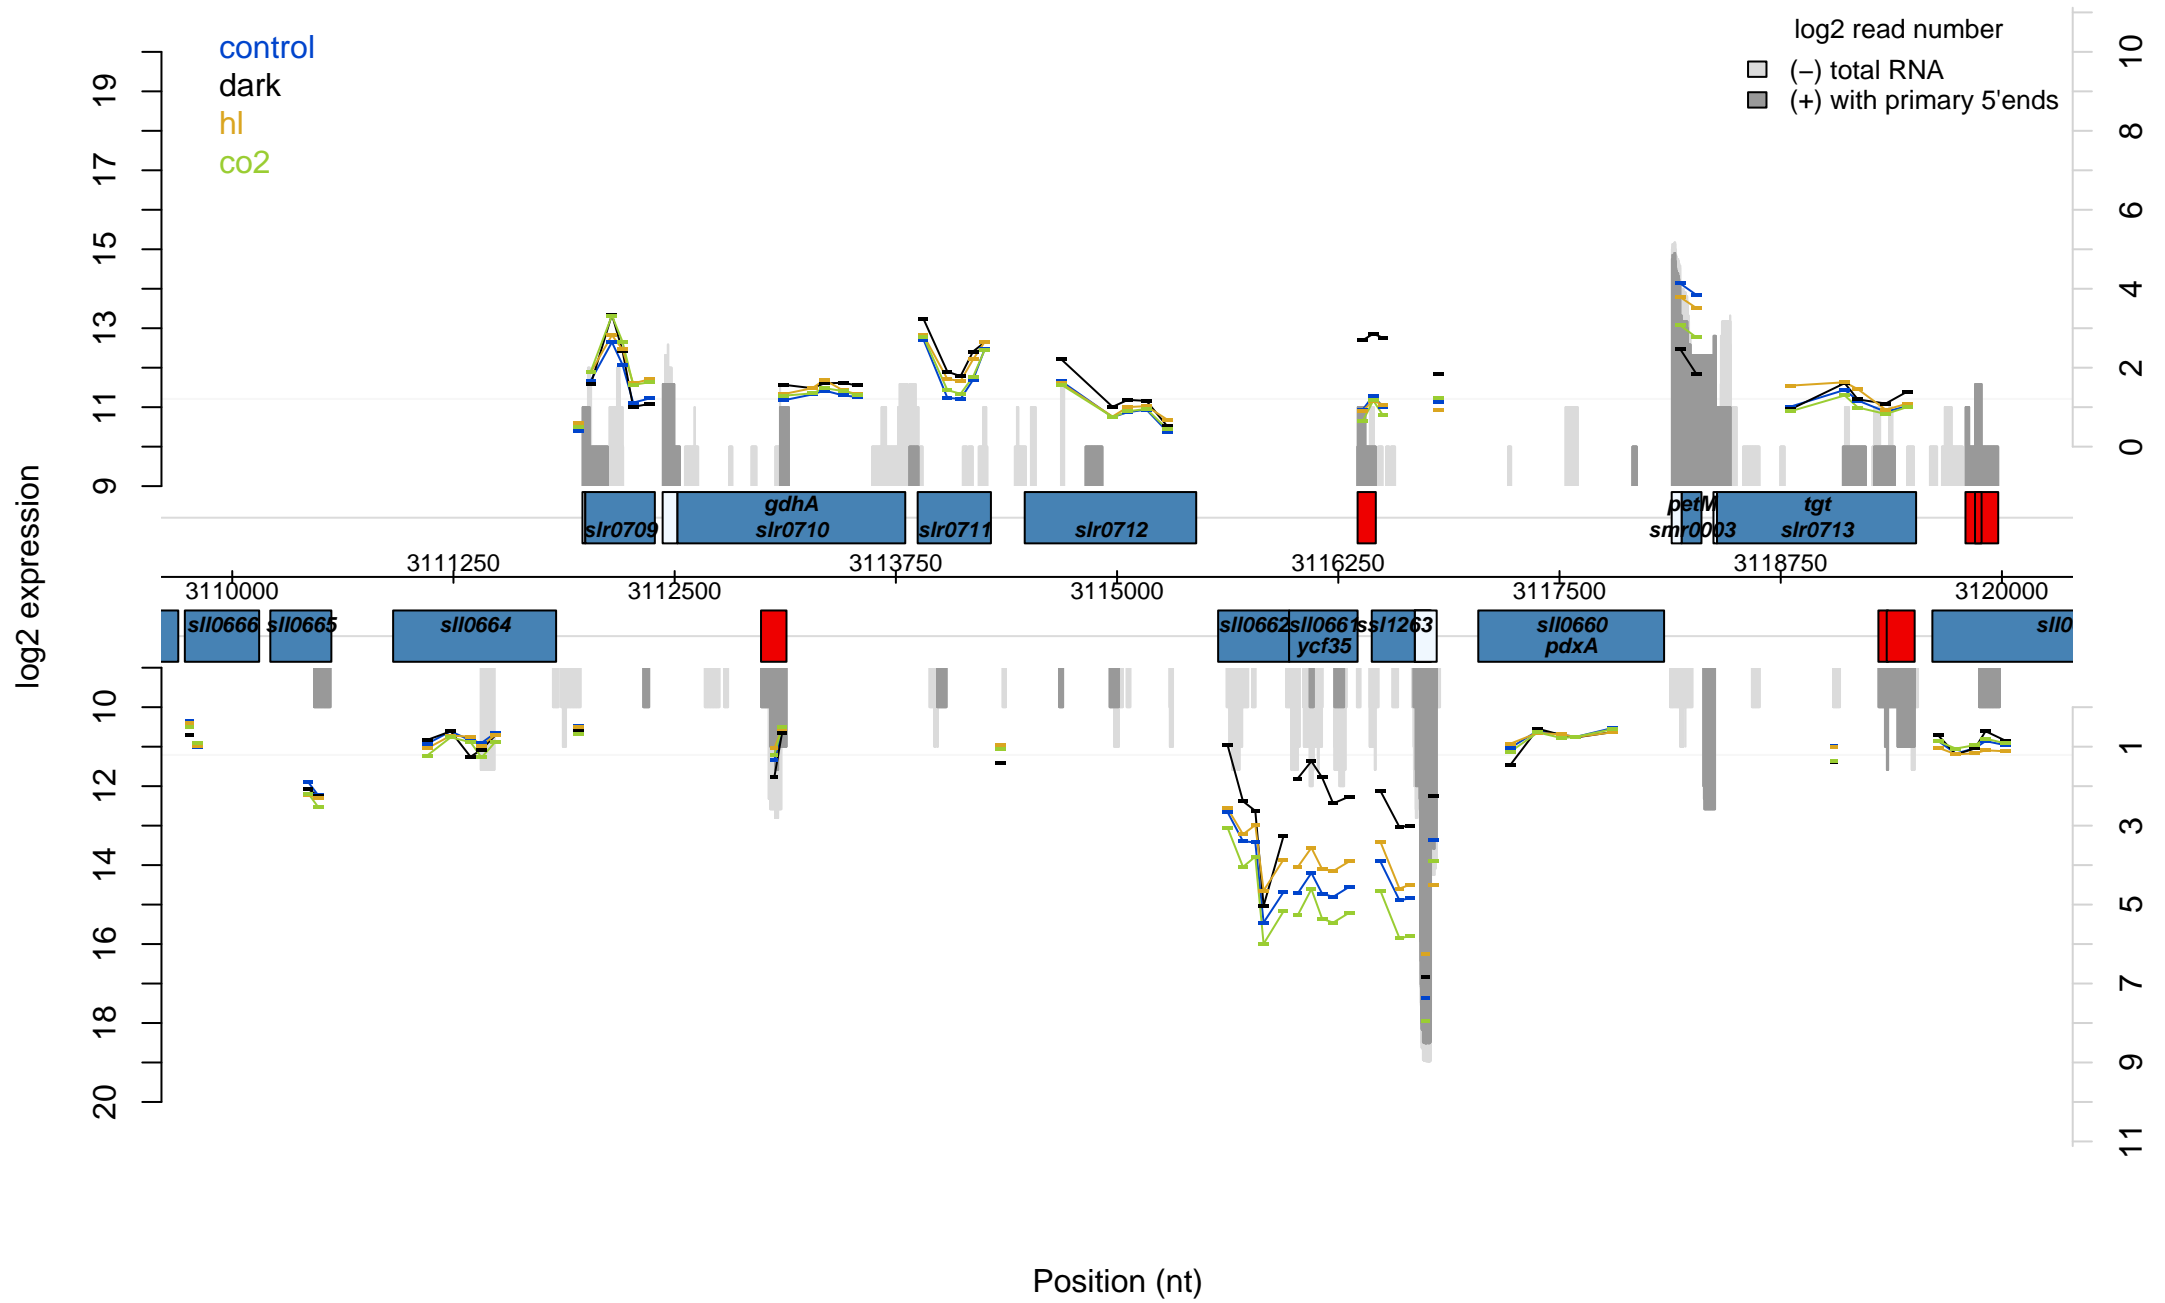 control
dark
hl
co2
log2 read number
(−) total RNA
(+) with primary 5'ends
19
17
15
13
11
9
10
8
6
4
2
0
log2 expression
gdhA
petM
tgt
slr0709
slr0710
slr0711
slr0712
smr0003
slr0713
3111250
3113750
3116250
3118750
3110000
3112500
3115000
3117500
3120000
sll0666
sll0665
sll0664
sll0662
sll0661
ssl1263
sll0660
sll0
ycf35
pdxA
10
12
14
16
18
20
1
3
5
7
9
11
Position (nt)